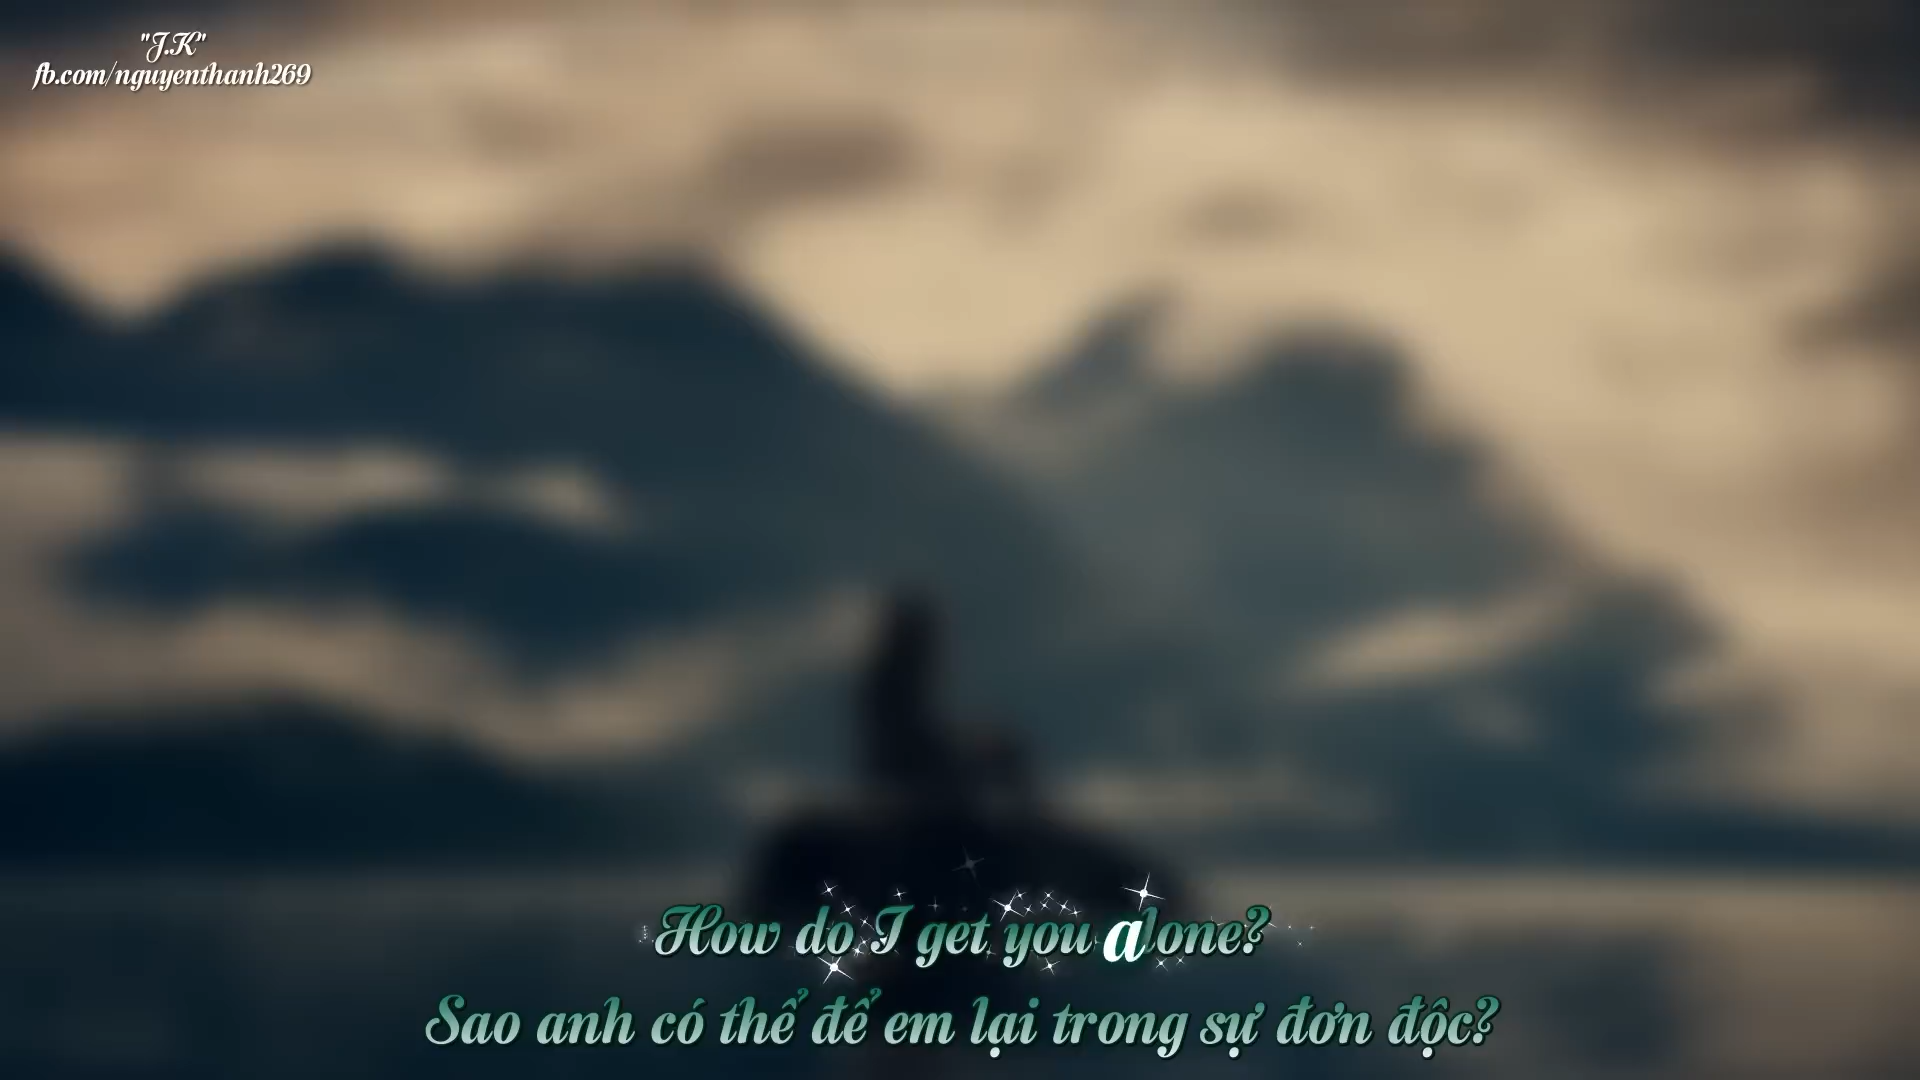 "J.K"
fb.com/nguyenthanh269
How do I get you alone?
Sao anh có thể để em lại trong sự đơn độc?